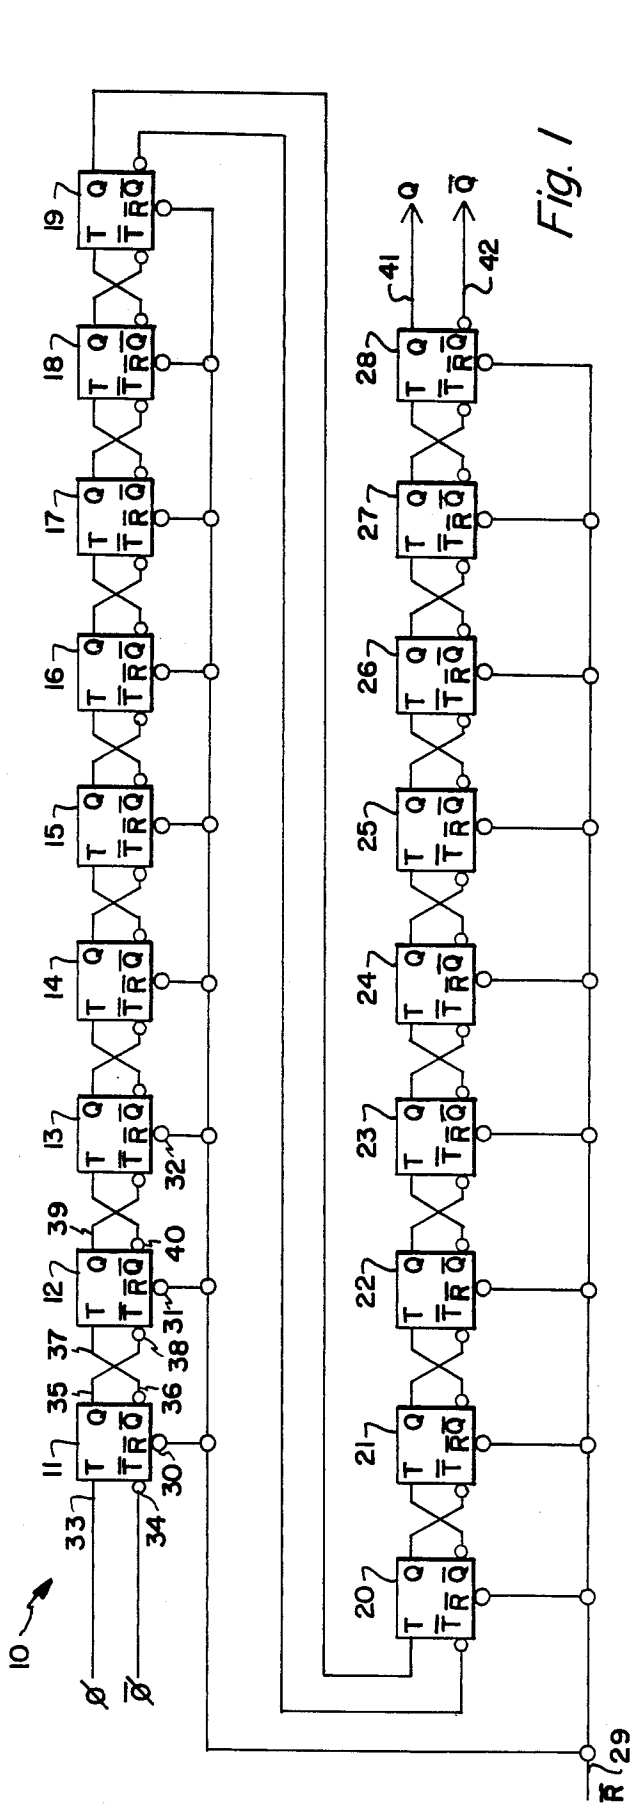 10
Ø
Ø̅
33
34
11
T Q
T̅ R̅ Q̅
30
35
36
37
38
12
T Q
T̅ R̅ Q̅
31
39
40
13
T Q
T̅ R̅ Q̅
32
14
T Q
T̅ R̅ Q̅
15
T Q
T̅ R̅ Q̅
16
T Q
T̅ R̅ Q̅
17
T Q
T̅ R̅ Q̅
18
T Q
T̅ R̅ Q̅
19
T Q
T̅ R̅ Q̅
20
T Q
T̅ R̅ Q̅
21
T Q
T̅ R̅ Q̅
22
T Q
T̅ R̅ Q̅
23
T Q
T̅ R̅ Q̅
24
T Q
T̅ R̅ Q̅
25
T Q
T̅ R̅ Q̅
26
T Q
T̅ R̅ Q̅
27
T Q
T̅ R̅ Q̅
28
T Q
T̅ R̅ Q̅
41
Q
42
Q̅
R̅
29
Fig. 1